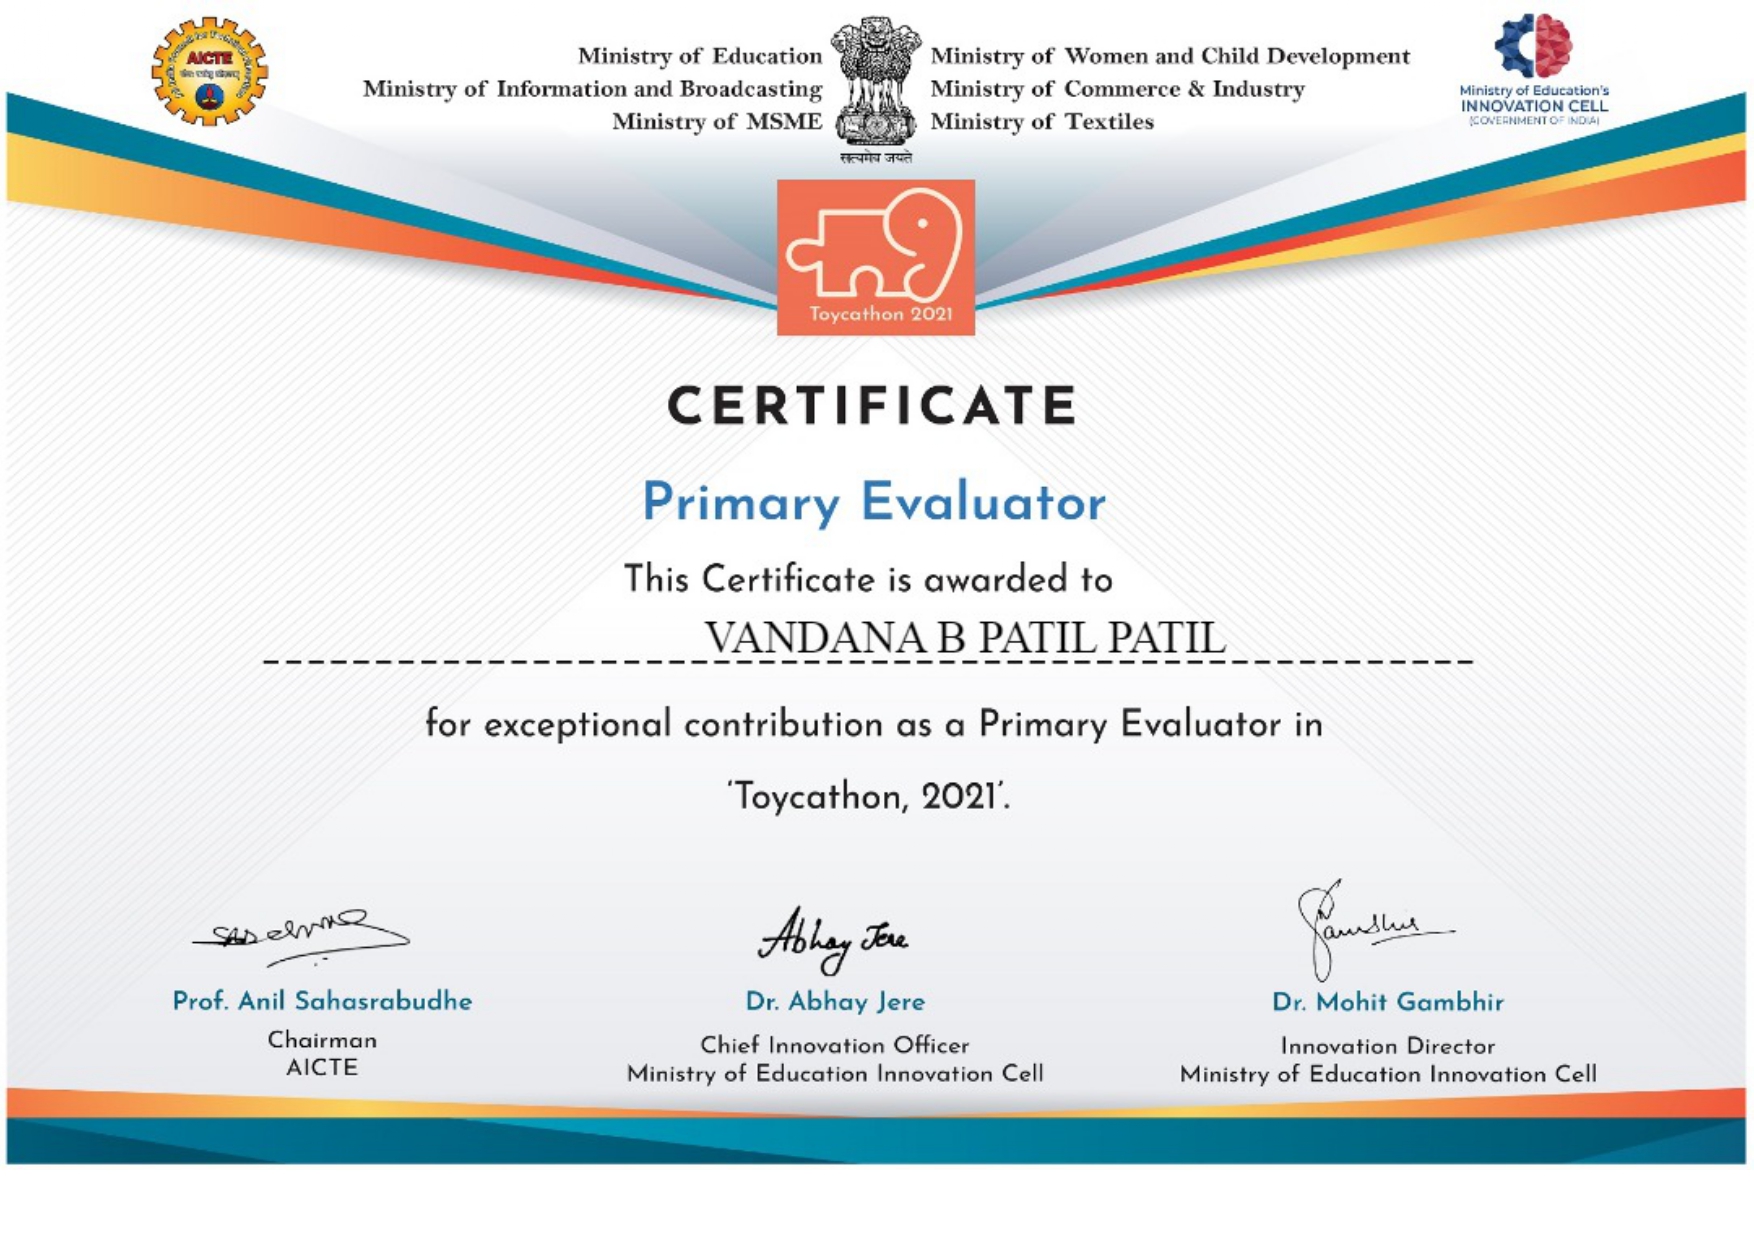 AICTE
Ministry of Education
Ministry of Information and Broadcasting
Ministry of MSME
सत्यमेव जयते
Ministry of Women and Child Development
Ministry of Commerce & Industry
Ministry of Textiles
Ministry of Education's
INNOVATION CELL
(GOVERNMENT OF INDIA)
Toycathon 2021
CERTIFICATE
Primary Evaluator
This Certificate is awarded to
VANDANA B PATIL PATIL
for exceptional contribution as a Primary Evaluator in
‘Toycathon, 2021’.
Abhay Jere
Prof. Anil Sahasrabudhe
Chairman
AICTE
Dr. Abhay Jere
Chief Innovation Officer
Ministry of Education Innovation Cell
Dr. Mohit Gambhir
Innovation Director
Ministry of Education Innovation Cell